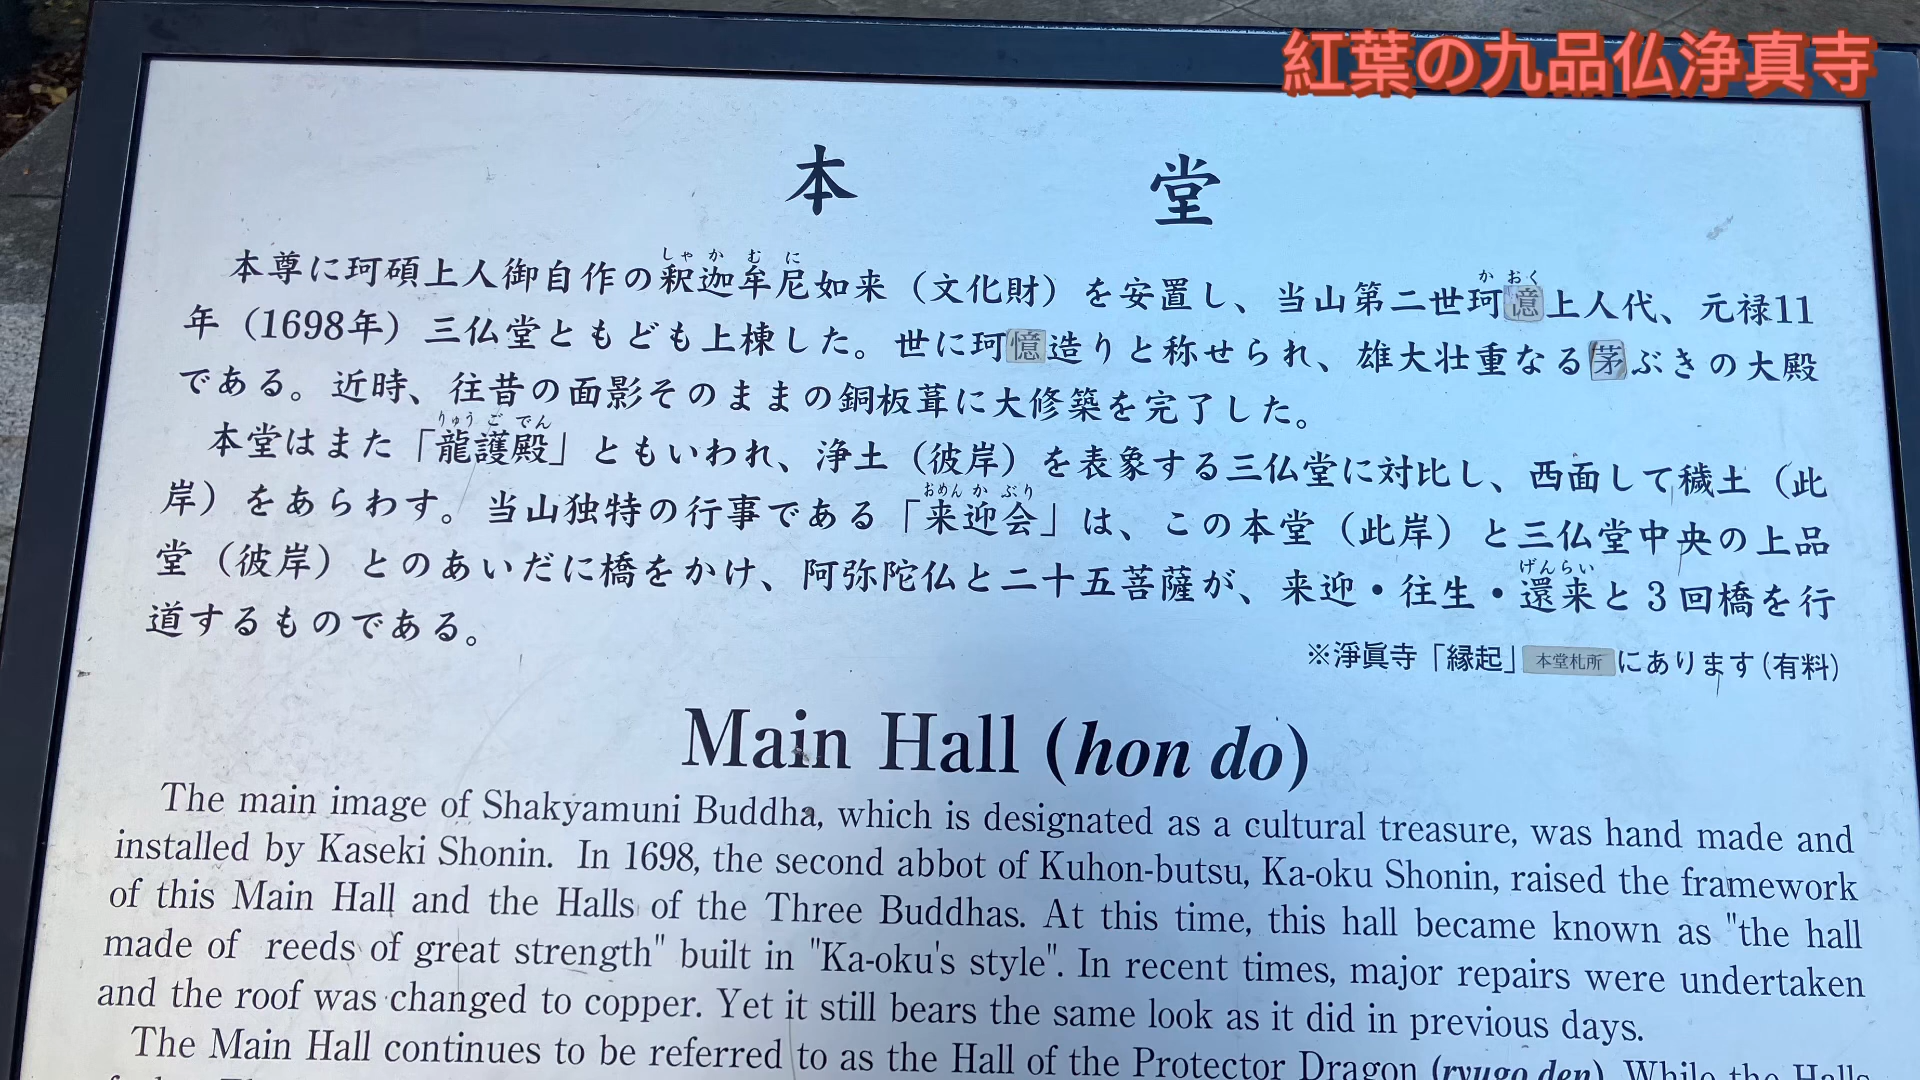 紅葉の九品仏浄真寺
本堂
本尊に珂碩上人御自作の釈迦牟尼如来（文化財）を安置し、当山第二世珂憶上人代、元禄11
年（1698年）三仏堂ともども上棟した。世に珂憶造りと称せられ、雄大壮重なる茅ぶきの大殿
である。近時、往昔の面影そのままの銅板葺に大修築を完了した。
本堂はまた「龍護殿」ともいわれ、浄土（彼岸）を表象する三仏堂に対比し、西面して穢土（此
岸）をあらわす。当山独特の行事である「来迎会」は、この本堂（此岸）と三仏堂中央の上品
堂（彼岸）とのあいだに橋をかけ、阿弥陀仏と二十五菩薩が、来迎・往生・還来と3回橋を行
道するものである。
※淨眞寺「縁起」本堂札所にあります(有料)
Main Hall (hon do)
The main image of Shakyamuni Buddha, which is designated as a cultural treasure, was hand made and
installed by Kaseki Shonin. In 1698, the second abbot of Kuhon-butsu, Ka-oku Shonin, raised the framework
of this Main Hall and the Halls of the Three Buddhas. At this time, this hall became known as "the hall
made of reeds of great strength" built in "Ka-oku's style". In recent times, major repairs were undertaken
and the roof was changed to copper. Yet it still bears the same look as it did in previous days.
The Main Hall continues to be referred to as the Hall of the Protector Dragon (ryugo den). While the Halls